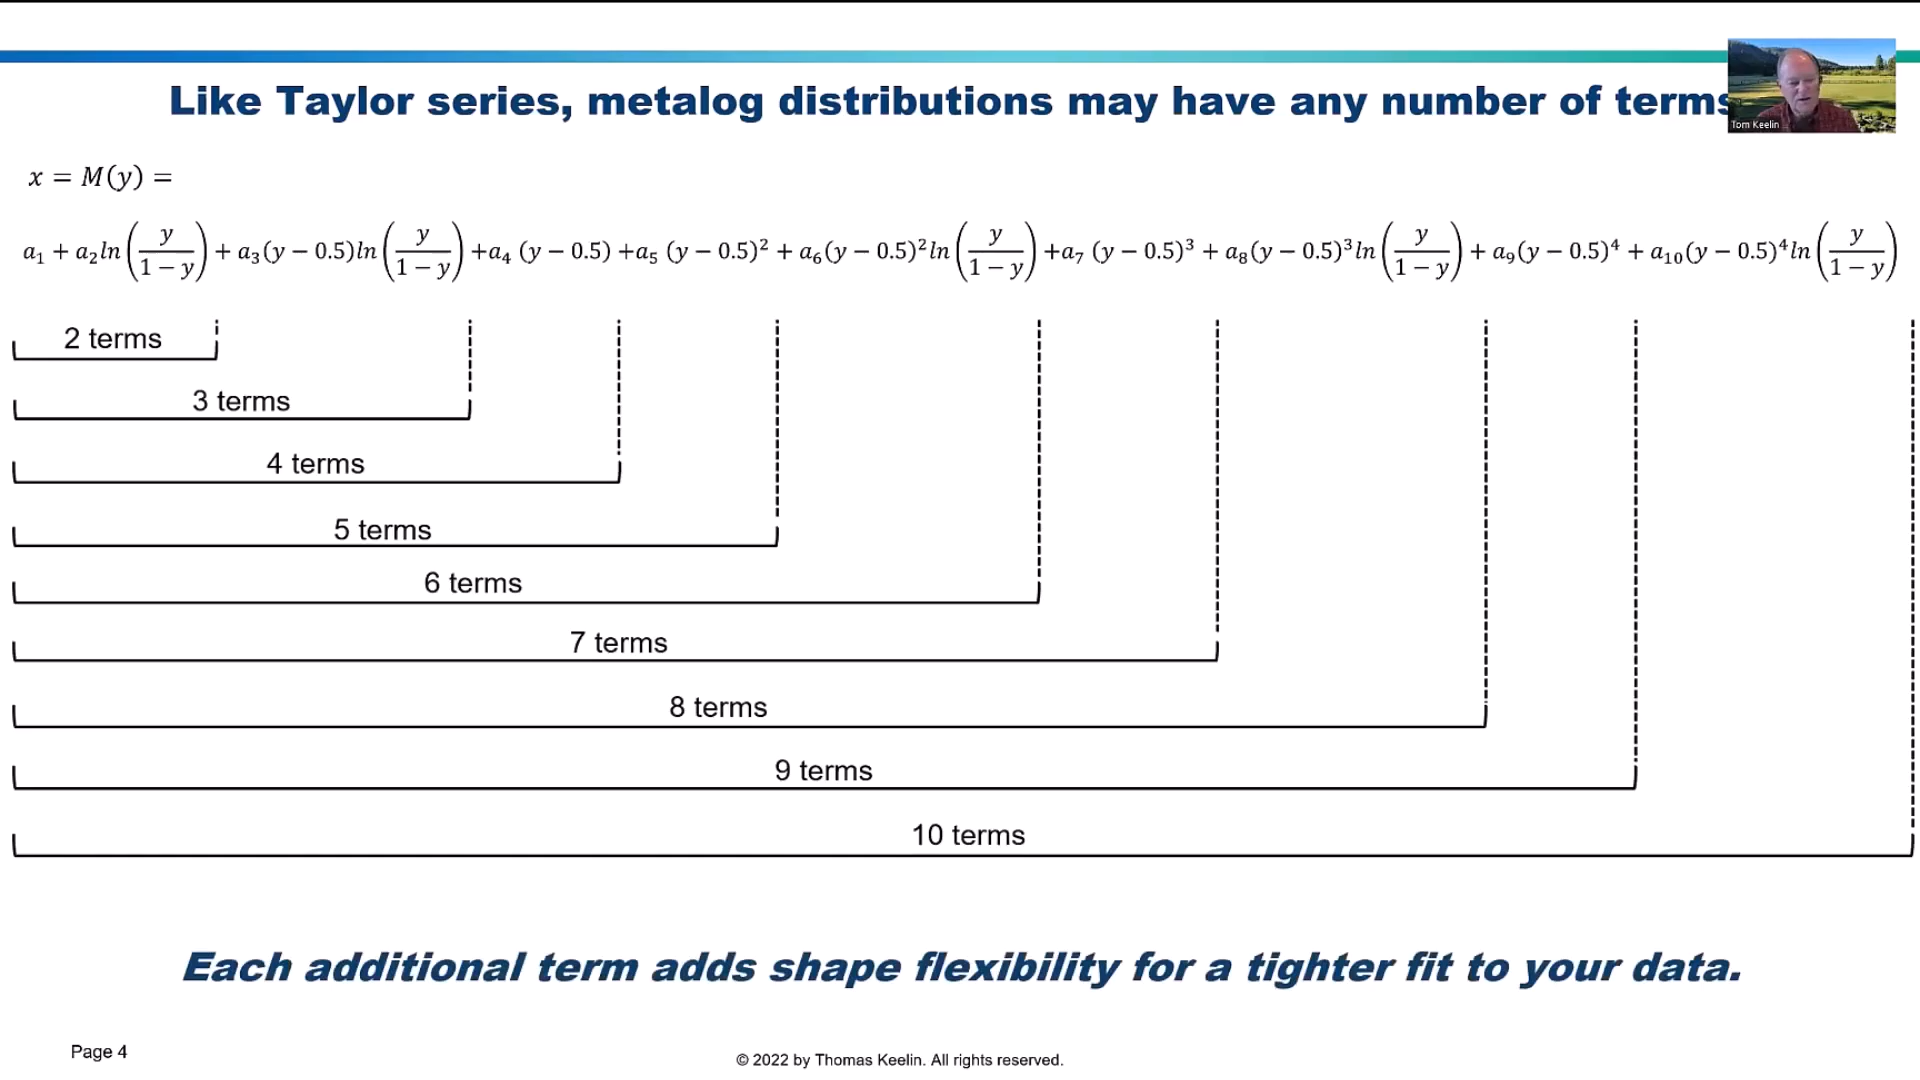 Like Taylor series, metalog distributions may have any number of terms
Tom Keelin
x = M(y) =
a₁ + a₂ln(y/(1 − y)) + a₃(y − 0.5)ln(y/(1 − y)) +a₄ (y − 0.5) +a₅ (y − 0.5)² + a₆(y − 0.5)²ln(y/(1 − y)) +a₇ (y − 0.5)³ + a₈(y − 0.5)³ln(y/(1 − y)) + a₉(y − 0.5)⁴ + a₁₀(y − 0.5)⁴ln(y/(1 − y))
2 terms
3 terms
4 terms
5 terms
6 terms
7 terms
8 terms
9 terms
10 terms
Each additional term adds shape flexibility for a tighter fit to your data.
Page 4
© 2022 by Thomas Keelin. All rights reserved.